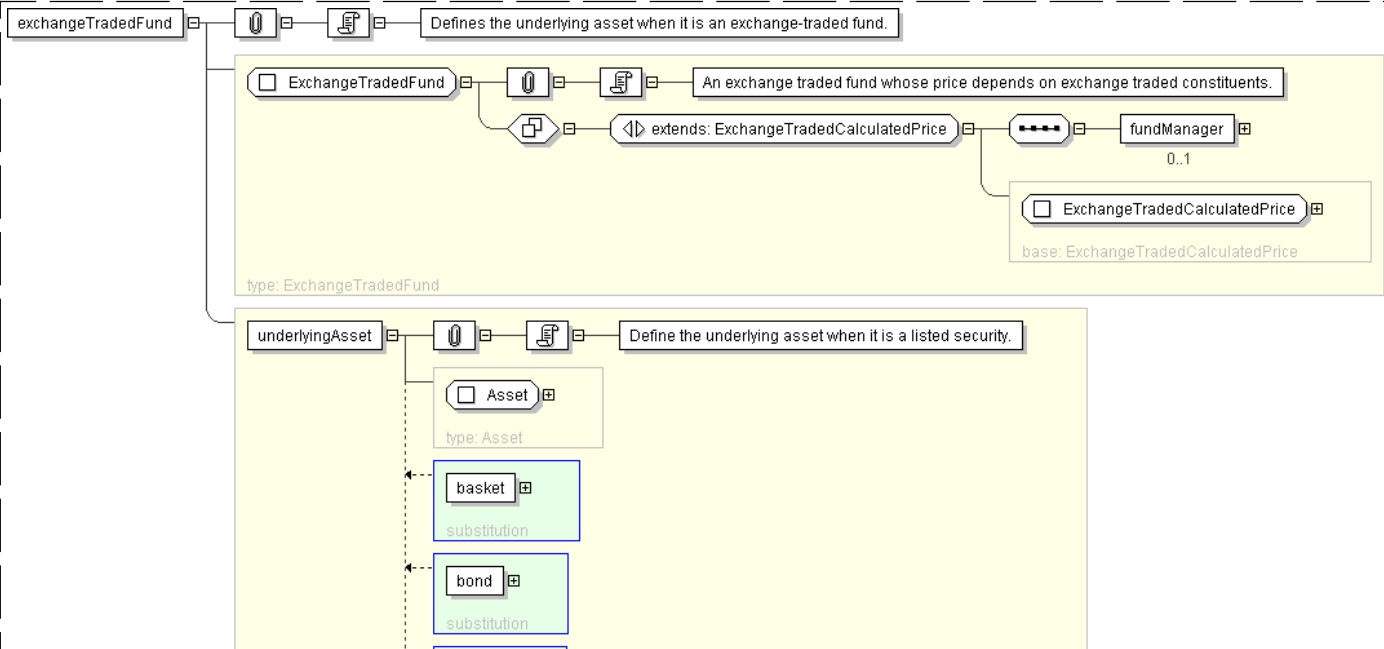 exchangeTradedFund
Defines the underlying asset when it is an exchange-traded fund.
ExchangeTradedFund
An exchange traded fund whose price depends on exchange traded constituents.
extends: ExchangeTradedCalculatedPrice
fundManager
0..1
ExchangeTradedCalculatedPrice
base: ExchangeTradedCalculatedPrice
type: ExchangeTradedFund
underlyingAsset
Define the underlying asset when it is a listed security.
Asset
type: Asset
basket
substitution
bond
substitution